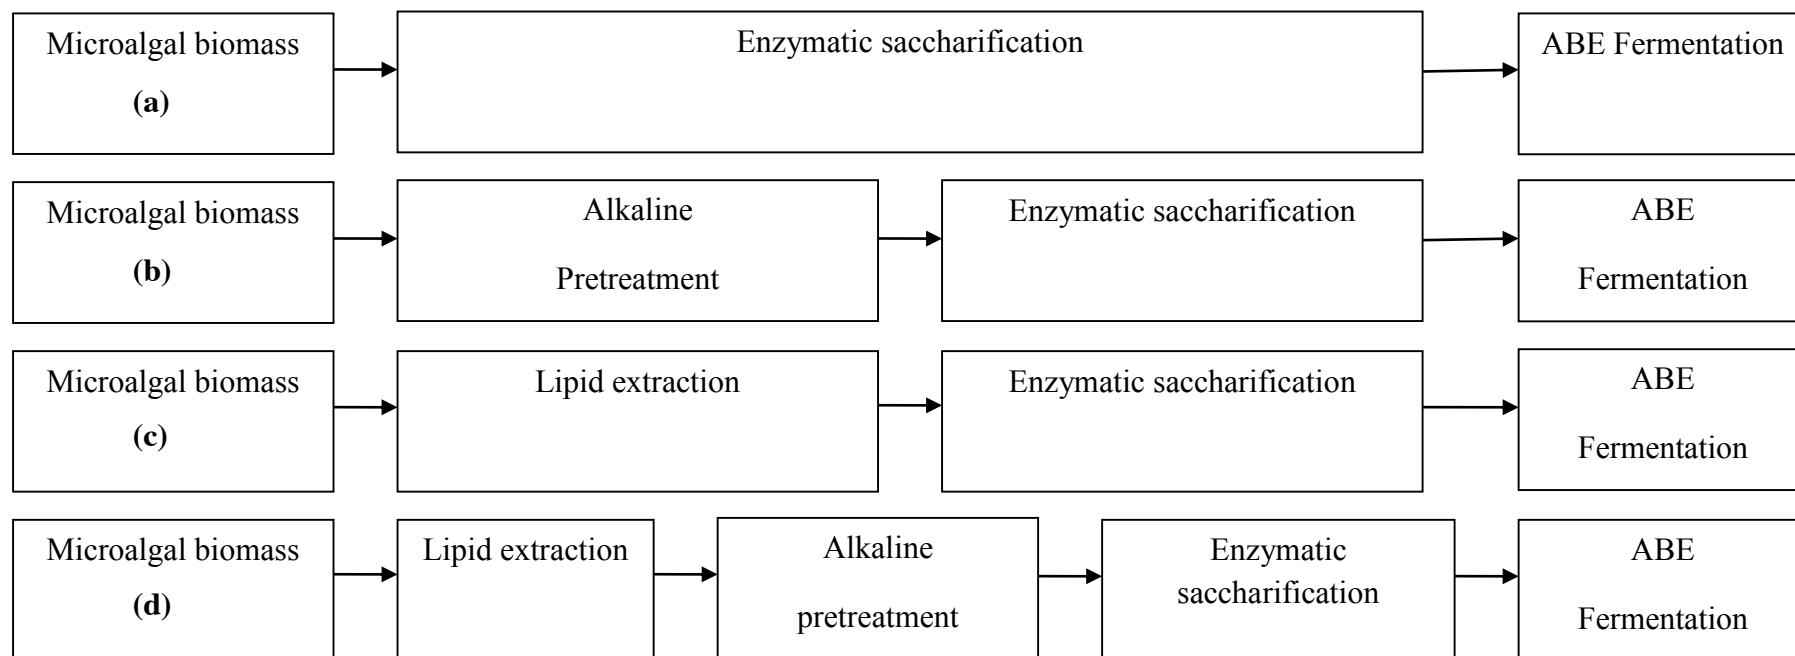 Microalgal biomass
(a)
Enzymatic saccharification
ABE Fermentation
Microalgal biomass
(b)
Alkaline
Pretreatment
Enzymatic saccharification
ABE
Fermentation
Microalgal biomass
(c)
Lipid extraction
Enzymatic saccharification
ABE
Fermentation
Microalgal biomass
(d)
Lipid extraction
Alkaline
pretreatment
Enzymatic
saccharification
ABE
Fermentation